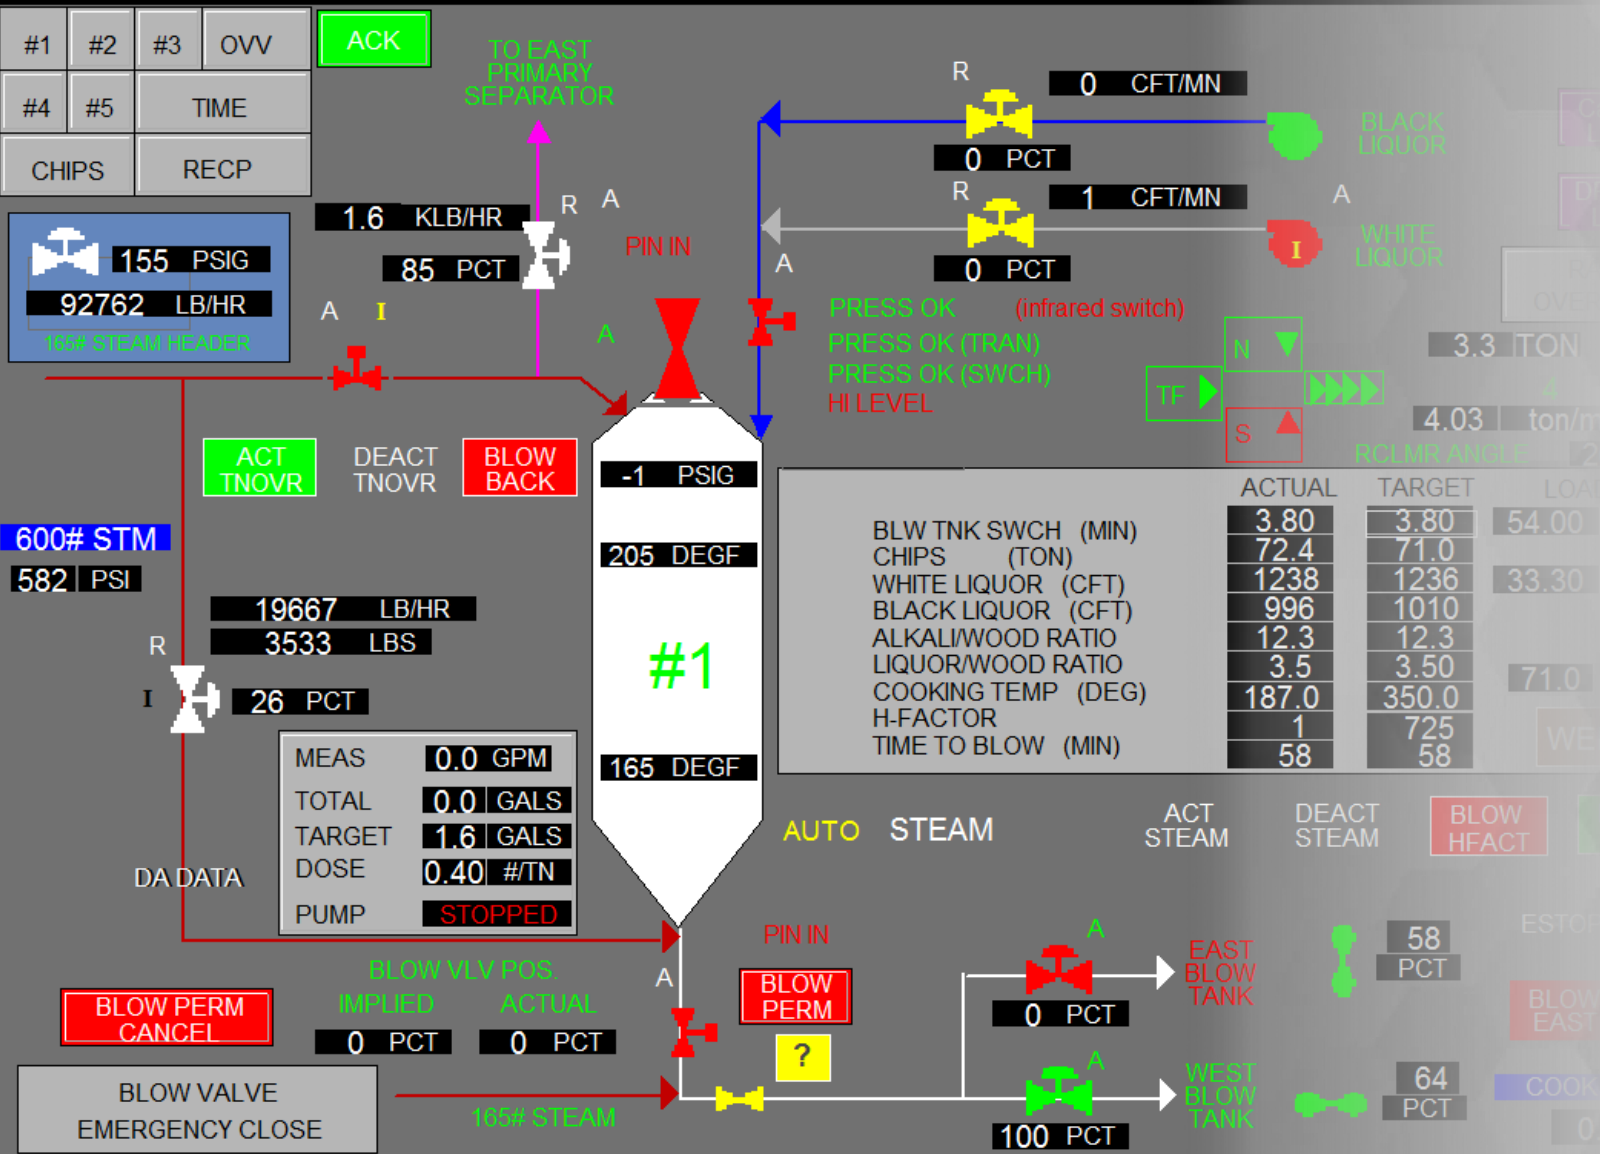 #1 #2 #3 OVV
ACK
#4 #5 TIME
CHIPS RECP
TO EAST
PRIMARY
SEPARATOR
R
0 CFT/MN
BLACK
LIQUOR
0 PCT
R
1 CFT/MN
A
WHITE
LIQUOR
I
0 PCT
A
1.6 KLB/HR
R A
85 PCT
PIN IN
155 PSIG
92762 LB/HR
165# STEAM HEADER
A I
A
PRESS OK (infrared switch)
PRESS OK (TRAN)
PRESS OK (SWCH)
HI LEVEL
N
TF
S
3.3 TON
4
4.03 ton/m
RCLMR ANGLE 2
ACT
TNOVR
DEACT
TNOVR
BLOW
BACK
-1 PSIG
205 DEGF
#1
165 DEGF
600# STM
582 PSI
19667 LB/HR
3533 LBS
R
I
26 PCT
ACTUAL TARGET LOA
BLW TNK SWCH (MIN) 3.80 3.80 54.00
CHIPS (TON) 72.4 71.0
WHITE LIQUOR (CFT) 1238 1236 33.30
BLACK LIQUOR (CFT) 996 1010
ALKALI/WOOD RATIO 12.3 12.3
LIQUOR/WOOD RATIO 3.5 3.50 71.0
COOKING TEMP (DEG) 187.0 350.0
H-FACTOR 1 725
TIME TO BLOW (MIN) 58 58
WE
MEAS 0.0 GPM
TOTAL 0.0 GALS
TARGET 1.6 GALS
DOSE 0.40 #/TN
PUMP STOPPED
DA DATA
AUTO STEAM
ACT
STEAM
DEACT
STEAM
BLOW
HFACT
BLOW VLV POS.
IMPLIED ACTUAL
0 PCT 0 PCT
BLOW PERM
CANCEL
BLOW VALVE
EMERGENCY CLOSE
165# STEAM
PIN IN
A
BLOW
PERM
?
A
EAST
BLOW
TANK
0 PCT
58
PCT
ESTOP
BLOW
EAST
A
WEST
BLOW
TANK
100 PCT
64
PCT
COOK
0.